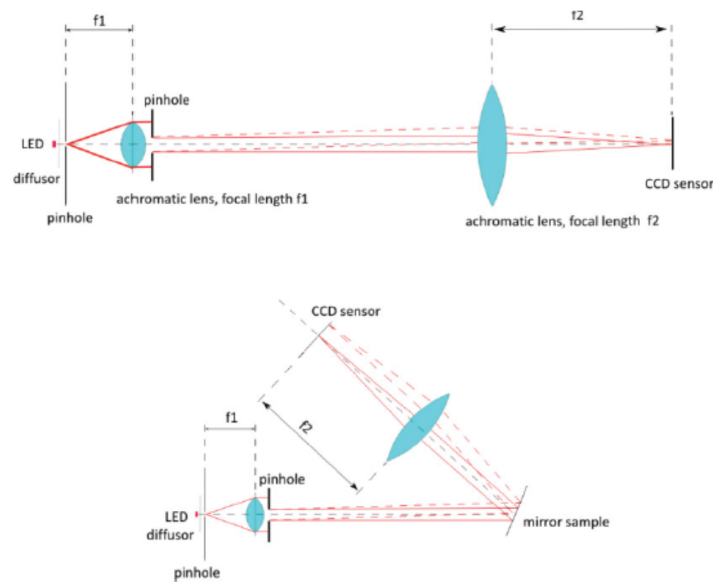 f1
f2
pinhole
LED
diffusor
pinhole
achromatic lens, focal length f1
CCD sensor
achromatic lens, focal length f2
CCD sensor
f1
f2
pinhole
LED
diffusor
mirror sample
pinhole